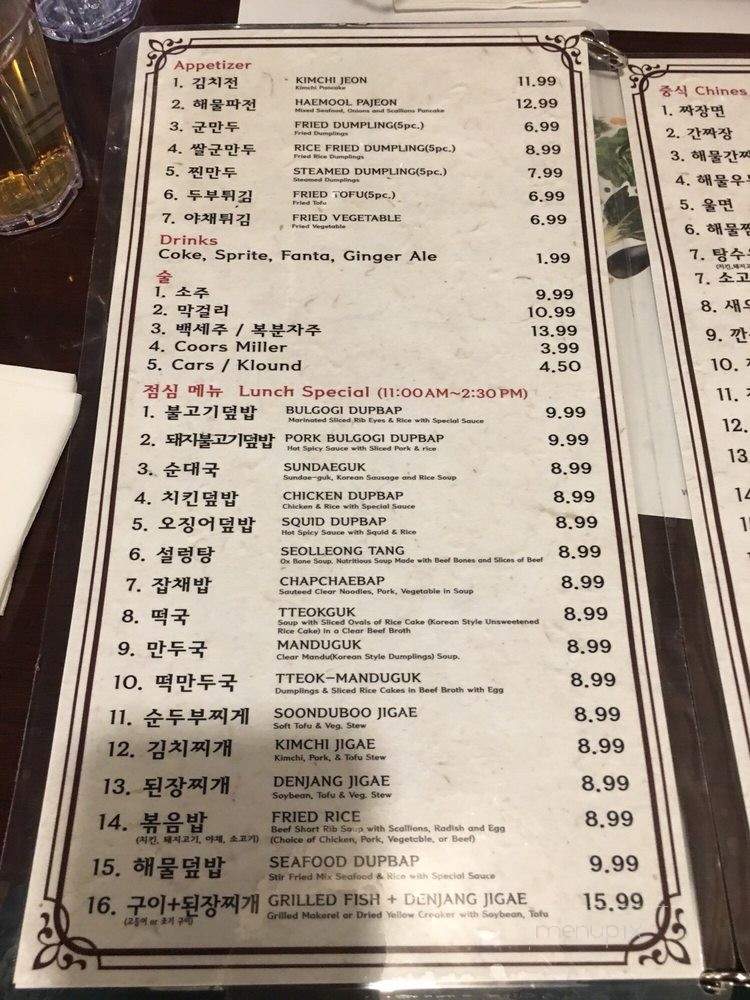 Appetizer
1. 김치전 KIMCHI JEON 11.99
Kimchi Pancake
2. 해물파전 HAEMOOL PAJEON 12.99
Mixed Seafood, Onions and Scallions Pancake
3. 군만두 FRIED DUMPLING(5pc.) 6.99
Fried Dumplings
4. 쌀군만두 RICE FRIED DUMPLING(5pc.) 8.99
Fried Rice Dumplings
5. 찐만두 STEAMED DUMPLING(5pc.) 7.99
Steamed Dumplings
6. 두부튀김 FRIED TOFU(5pc.) 6.99
Fried Tofu
7. 야채튀김 FRIED VEGETABLE 6.99
Fried Vegetable
Drinks
Coke, Sprite, Fanta, Ginger Ale 1.99
술
1. 소주 9.99
2. 막걸리 10.99
3. 백세주 / 복분자주 13.99
4. Coors Miller 3.99
5. Cars / Klound 4.50
점심 메뉴 Lunch Special (11:00AM~2:30PM)
1. 불고기덮밥 BULGOGI DUPBAP 9.99
Marinated Sliced Rib Eyes & Rice with Special Sauce
2. 돼지불고기덮밥 PORK BULGOGI DUPBAP 9.99
Hot Spicy Sauce with Sliced Pork & rice
3. 순대국 SUNDAEGUK 8.99
Sundae-guk, Korean Sausage and Rice Soup
4. 치킨덮밥 CHICKEN DUPBAP 8.99
Chicken & Rice with Special Sauce
5. 오징어덮밥 SQUID DUPBAP 8.99
Hot Spicy Sauce with Squid & Rice
6. 설렁탕 SEOLLEONG TANG 8.99
Ox Bone Soup. Nutritious Soup Made with Beef Bones and Slices of Beef
7. 잡채밥 CHAPCHAEBAP 8.99
Sauteed Clear Noodles, Pork, Vegetable in Soup
8. 떡국 TTEOKGUK 8.99
Soup with Sliced Ovals of Rice Cake (Korean Style Unsweetened
Rice Cake) in a Clear Beef Broth
9. 만두국 MANDUGUK 8.99
Clear Mandu(Korean Style Dumplings) Soup.
10. 떡만두국 TTEOK-MANDUGUK 8.99
Dumplings & Sliced Rice Cakes in Beef Broth with Egg
11. 순두부찌게 SOONDUBOO JIGAE 8.99
Soft Tofu & Veg. Stew
12. 김치찌개 KIMCHI JIGAE 8.99
Kimchi, Pork, & Tofu Stew
13. 된장찌개 DENJANG JIGAE 8.99
Soybean, Tofu & Veg. Stew
14. 볶음밥 FRIED RICE 8.99
Beef Short Rib Soup with Scallions, Radish and Egg
(치킨, 돼지고기, 야채, 소고기) (Choice of Chicken, Pork, Vegetable, or Beef)
15. 해물덮밥 SEAFOOD DUPBAP 9.99
Stir Fried Mix Seafood & Rice with Special Sauce
16. 구이+된장찌개 GRILLED FISH + DENJANG JIGAE 15.99
(고등어 or 조기 구이) Grilled Makerel or Dried Yellow Croaker with Soybean, Tofu
menupix
중식 Chines
1. 짜장면
2. 간짜장
3. 해물간짜
4. 해물우
5. 울면
6. 해물짬
7. 탕수
7. 소고
8. 새우
9. 깐
10.
11.
12.
13
14
15
16